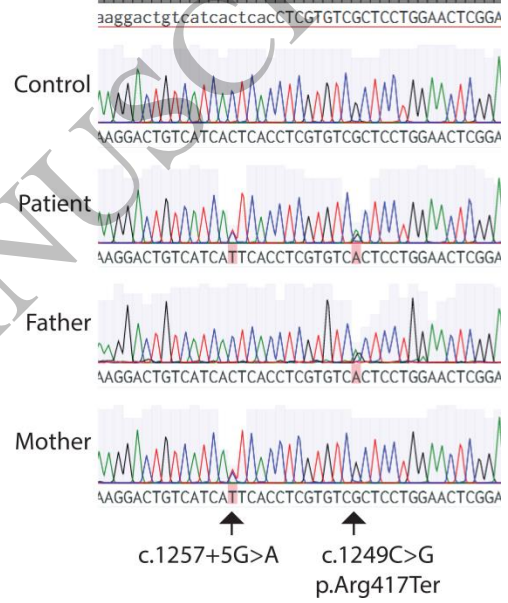 aaggactgtcatcactcacCTCGTGTCGCTCCTGGAACTCGGA
Control
AAGGACTGTCATCACTCACCTCGTGTCGCTCCTGGAACTCGGA
Patient
AAGGACTGTCATCATTCACCTCGTGTCACTCCTGGAACTCGGA
Father
AAGGACTGTCATCACTCACCTCGTGTCACTCCTGGAACTCGGA
Mother
AAGGACTGTCATCATTCACCTCGTGTCGCTCCTGGAACTCGGA
c.1257+5G>A c.1249C>G
p.Arg417Ter